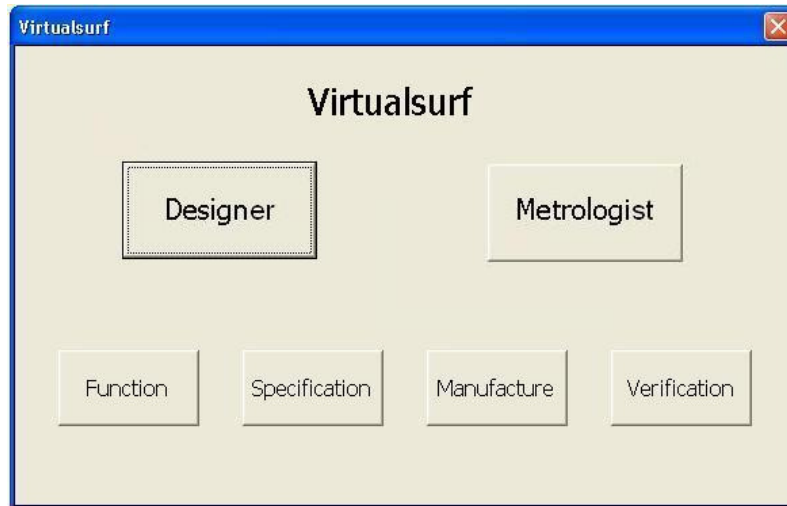 Virtualsurf
Virtualsurf
Designer
Metrologist
Function
Specification
Manufacture
Verification